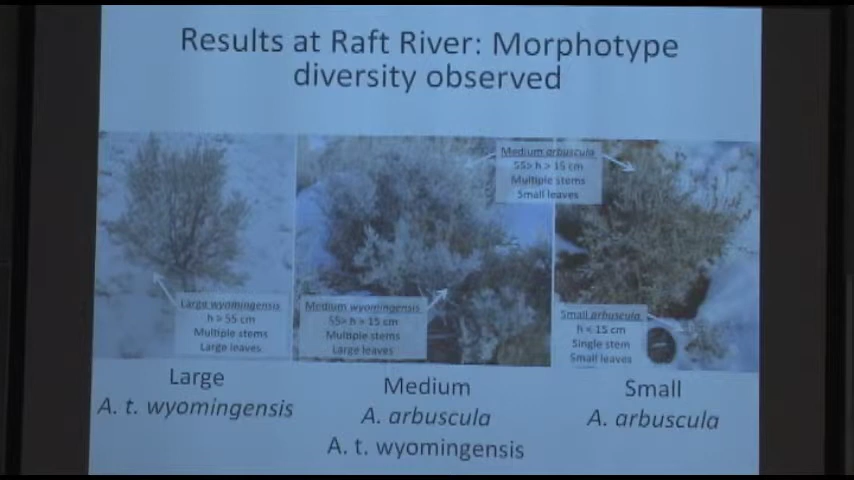 Results at Raft River: Morphotype
diversity observed
Medium arbuscula
55> h > 15 cm
Multiple stems
Small leaves
Large wyomingensis
h > 55 cm
Multiple stems
Large leaves
Medium wyomingensis
55> h > 15 cm
Multiple stems
Large leaves
Small arbuscula
h < 15 cm
Single stem
Small leaves
Large
A. t. wyomingensis
Medium
A. arbuscula
A. t. wyomingensis
Small
A. arbuscula